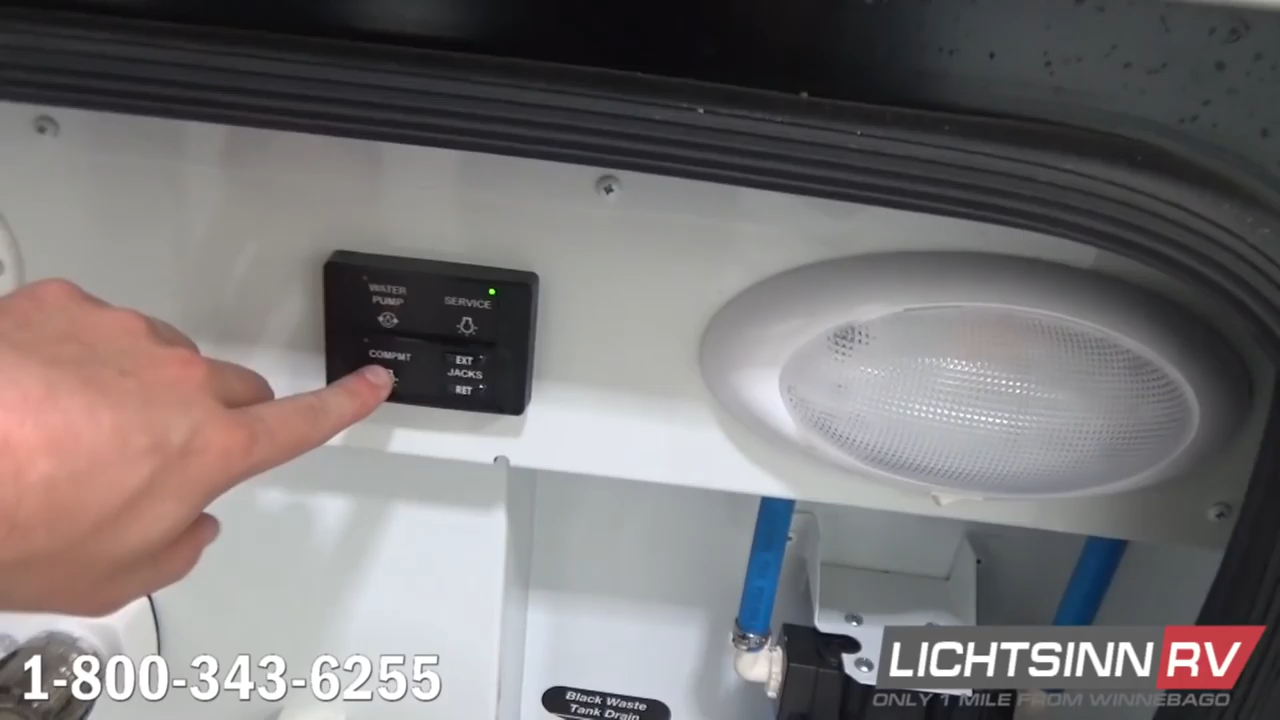 WATER
PUMP
SERVICE
COMPMT
EXT
JACKS
RET
Black Waste
Tank Drain
1-800-343-6255
LICHTSINN RV
ONLY 1 MILE FROM WINNEBAGO